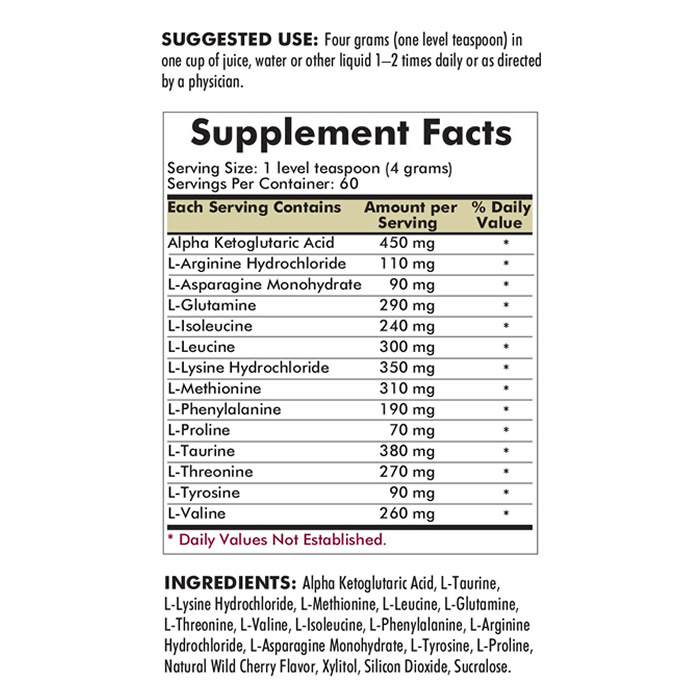 SUGGESTED USE: Four grams (one level teaspoon) in
one cup of juice, water or other liquid 1–2 times daily or as directed
by a physician.
Supplement Facts
Serving Size: 1 level teaspoon (4 grams)
Servings Per Container: 60
Each Serving Contains Amount per Serving % Daily Value
Alpha Ketoglutaric Acid 450 mg *
L-Arginine Hydrochloride 110 mg *
L-Asparagine Monohydrate 90 mg *
L-Glutamine 290 mg *
L-Isoleucine 240 mg *
L-Leucine 300 mg *
L-Lysine Hydrochloride 350 mg *
L-Methionine 310 mg *
L-Phenylalanine 190 mg *
L-Proline 70 mg *
L-Taurine 380 mg *
L-Threonine 270 mg *
L-Tyrosine 90 mg *
L-Valine 260 mg *
* Daily Values Not Established.
INGREDIENTS: Alpha Ketoglutaric Acid, L-Taurine,
L-Lysine Hydrochloride, L-Methionine, L-Leucine, L-Glutamine,
L-Threonine, L-Valine, L-Isoleucine, L-Phenylalanine, L-Arginine
Hydrochloride, L-Asparagine Monohydrate, L-Tyrosine, L-Proline,
Natural Wild Cherry Flavor, Xylitol, Silicon Dioxide, Sucralose.